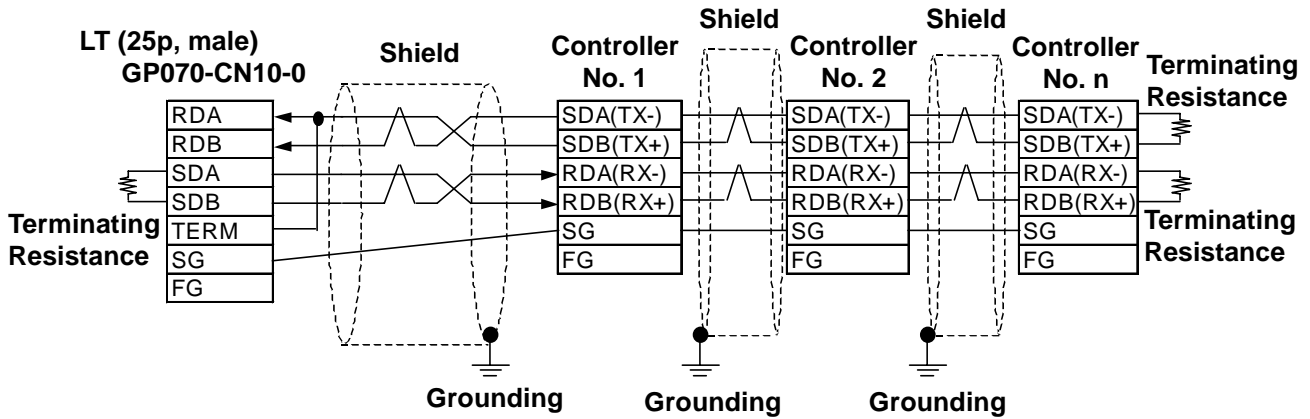 LT (25p, male)
GP070-CN10-0
Shield
Controller
No. 1
Shield
Controller
No. 2
Shield
Controller
No. n
Terminating
Resistance
RDA
RDB
SDA
SDB
TERM
SG
FG
Terminating
Resistance
SDA(TX-)
SDB(TX+)
RDA(RX-)
RDB(RX+)
SG
FG
SDA(TX-)
SDB(TX+)
RDA(RX-)
RDB(RX+)
SG
FG
SDA(TX-)
SDB(TX+)
RDA(RX-)
RDB(RX+)
SG
FG
Terminating
Resistance
Grounding
Grounding
Grounding